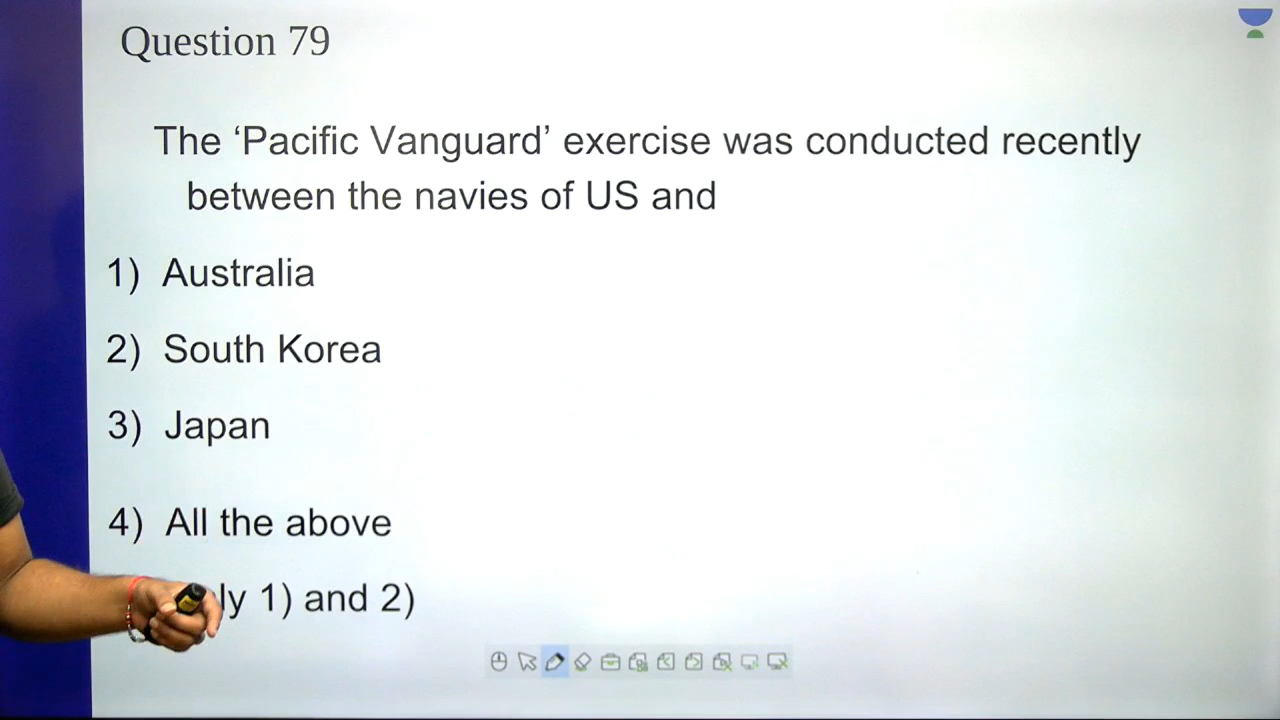 Question 79
The ‘Pacific Vanguard’ exercise was conducted recently
between the navies of US and
1) Australia
2) South Korea
3) Japan
4) All the above
1) and 2)